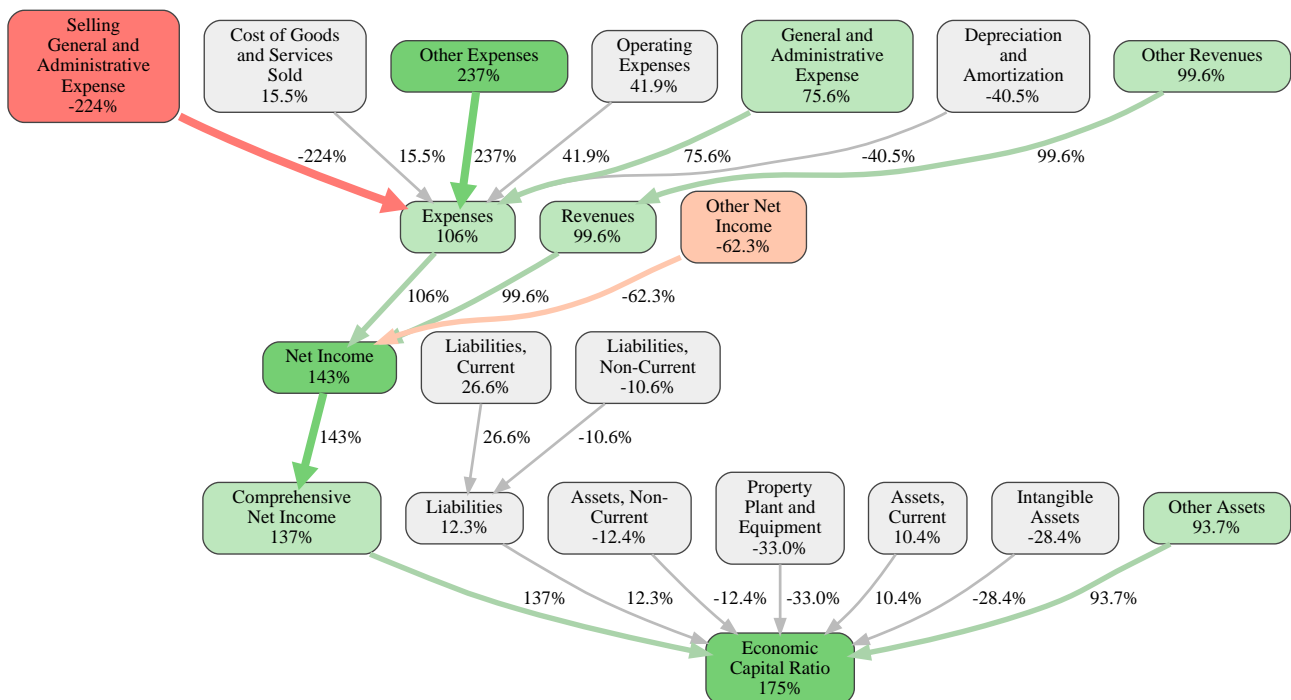 Selling
General and
Administrative
Expense
-224%
Cost of Goods
and Services
Sold
15.5%
Other Expenses
237%
Operating
Expenses
41.9%
General and
Administrative
Expense
75.6%
Depreciation
and
Amortization
-40.5%
Other Revenues
99.6%
-224%
15.5%
237%
41.9%
75.6%
-40.5%
99.6%
Expenses
106%
Revenues
99.6%
Other Net
Income
-62.3%
106%
99.6%
-62.3%
Net Income
143%
Liabilities,
Current
26.6%
Liabilities,
Non-Current
-10.6%
143%
26.6%
-10.6%
Comprehensive
Net Income
137%
Liabilities
12.3%
Assets, Non-
Current
-12.4%
Property
Plant and
Equipment
-33.0%
Assets,
Current
10.4%
Intangible
Assets
-28.4%
Other Assets
93.7%
137%
12.3%
-12.4%
-33.0%
10.4%
-28.4%
93.7%
Economic
Capital Ratio
175%